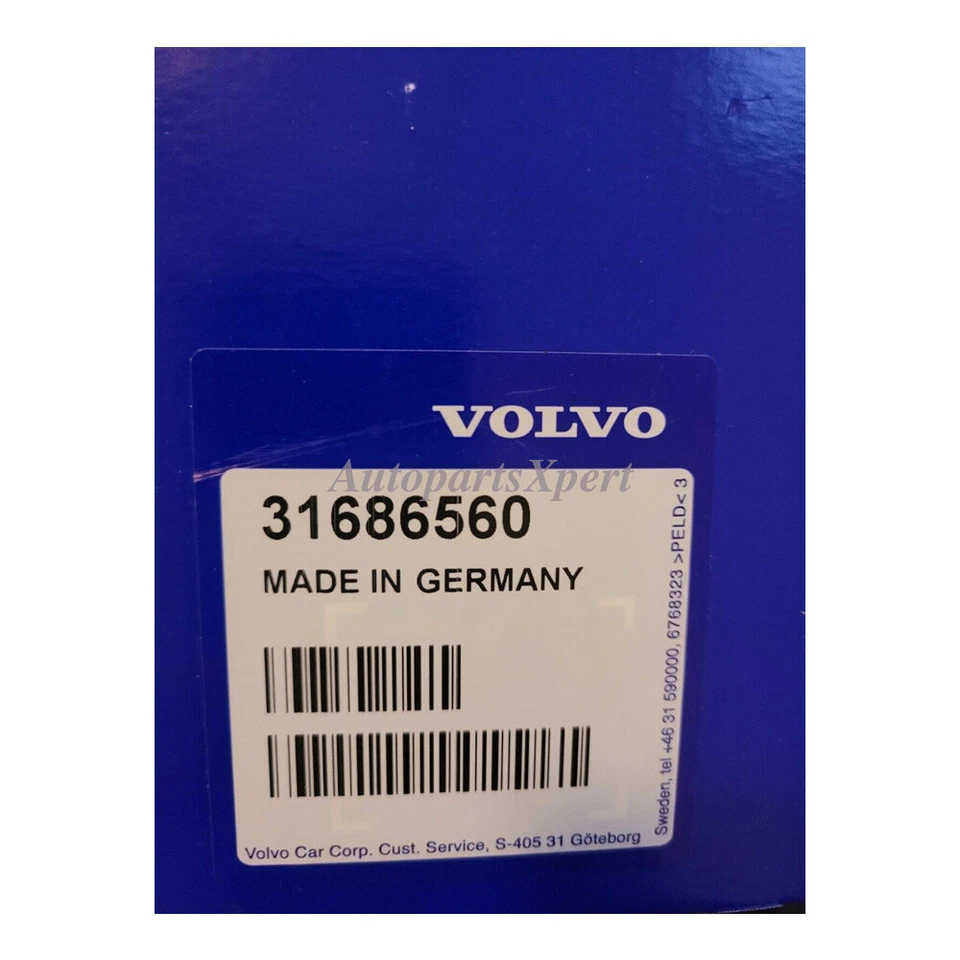 VOLVO
AutopartsXpert
31686560
MADE IN GERMANY
Volvo Car Corp. Cust. Service, S-405 31 Göteborg
Sweden, tel +46 31 590000, 6768323 >PELD< 3